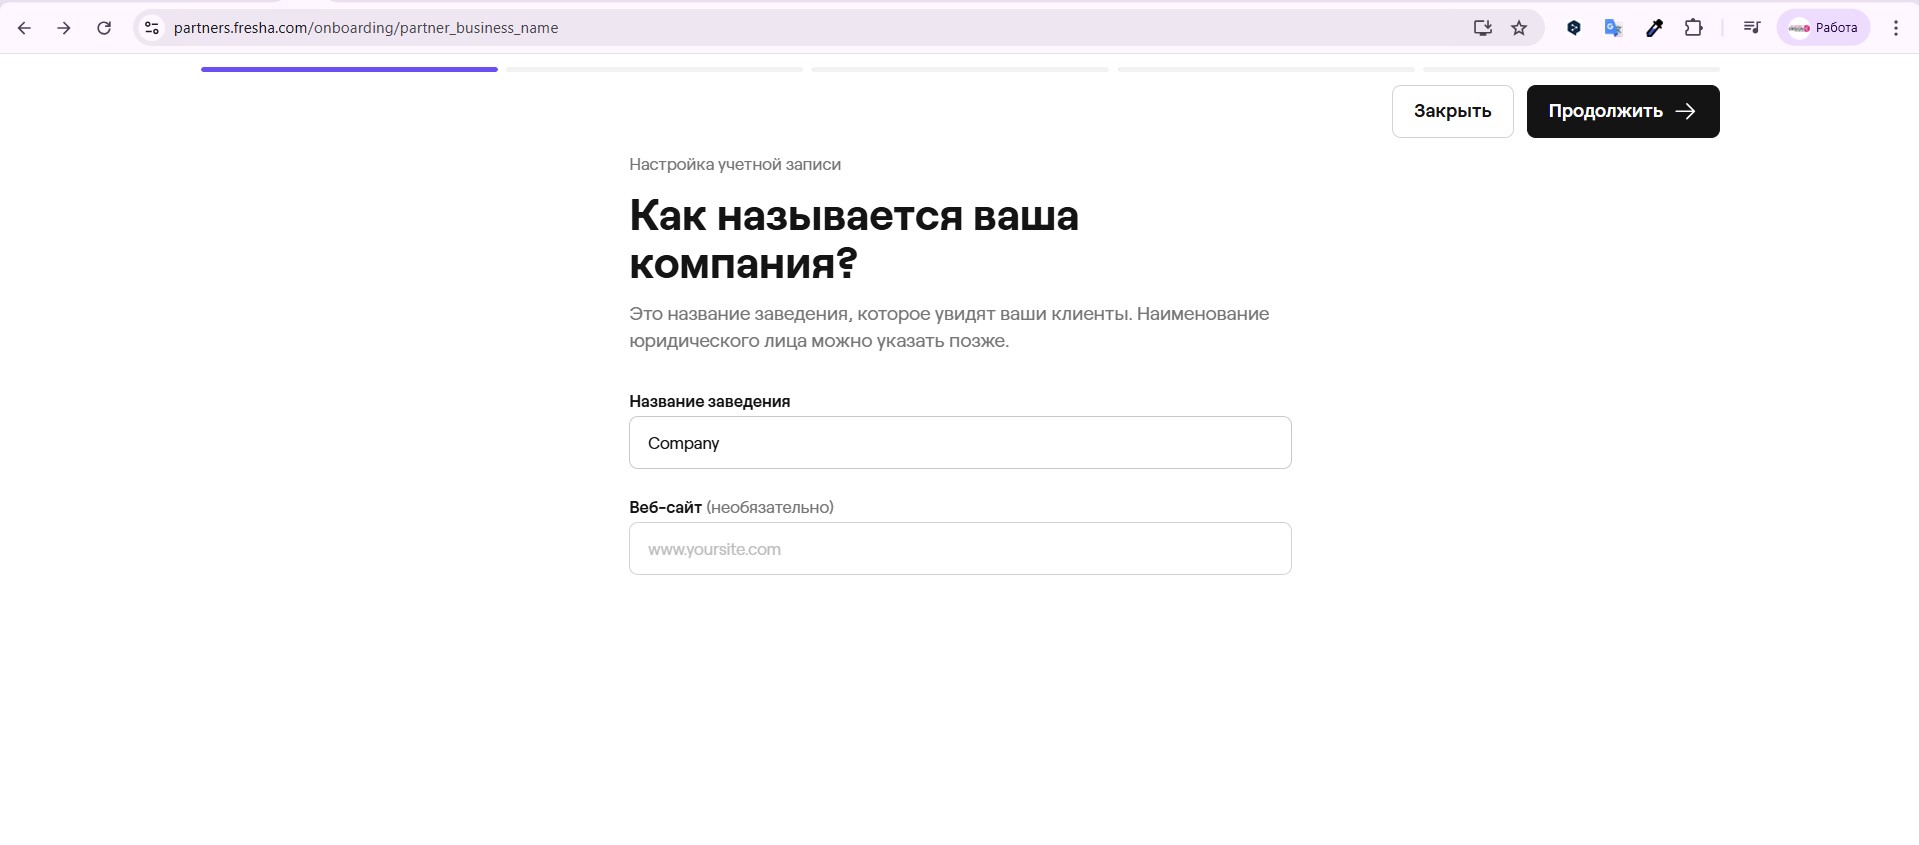 partners.fresha.com/onboarding/partner_business_name
Работа
Закрыть
Продолжить
Настройка учетной записи
Как называется ваша
компания?
Это название заведения, которое увидят ваши клиенты. Наименование
юридического лица можно указать позже.
Название заведения
Company
Веб-сайт (необязательно)
www.yoursite.com